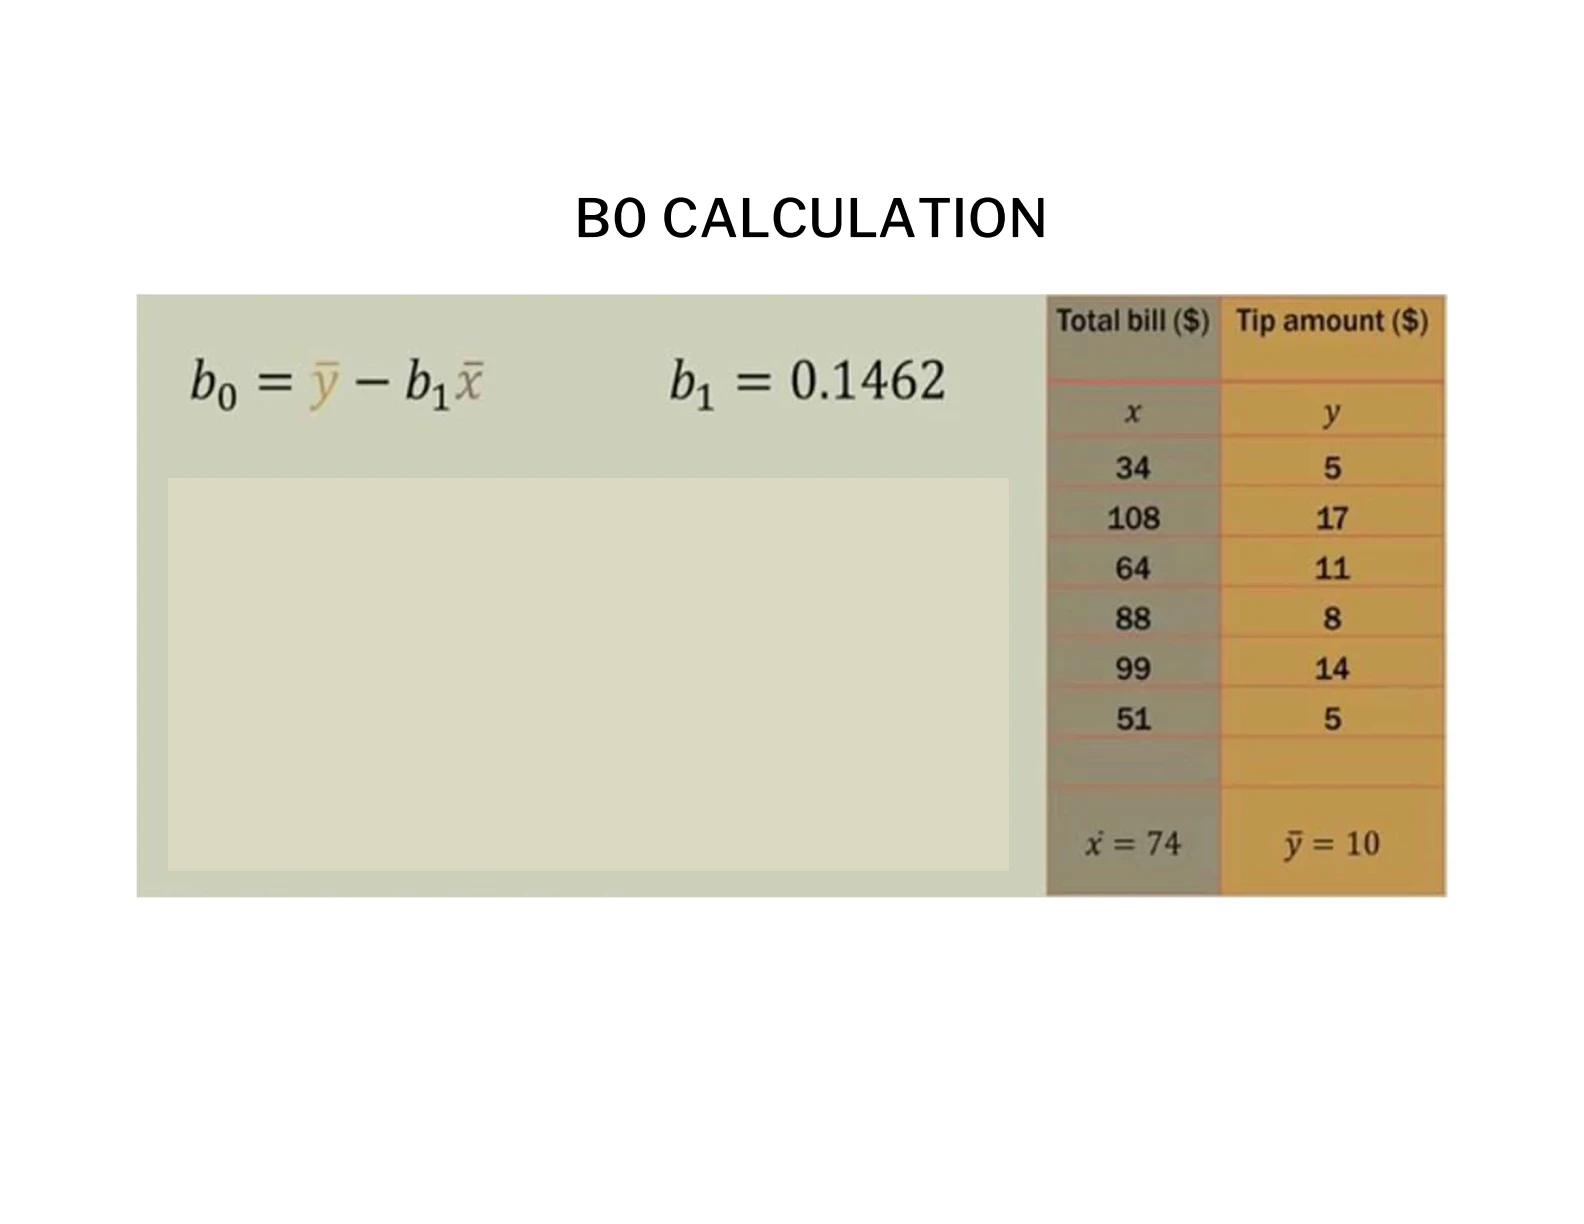 B0 CALCULATION
b₀ = ȳ − b₁x̄
b₁ = 0.1462
Total bill ($) Tip amount ($)
x y
34 5
108 17
64 11
88 8
99 14
51 5
ẋ = 74 ȳ = 10